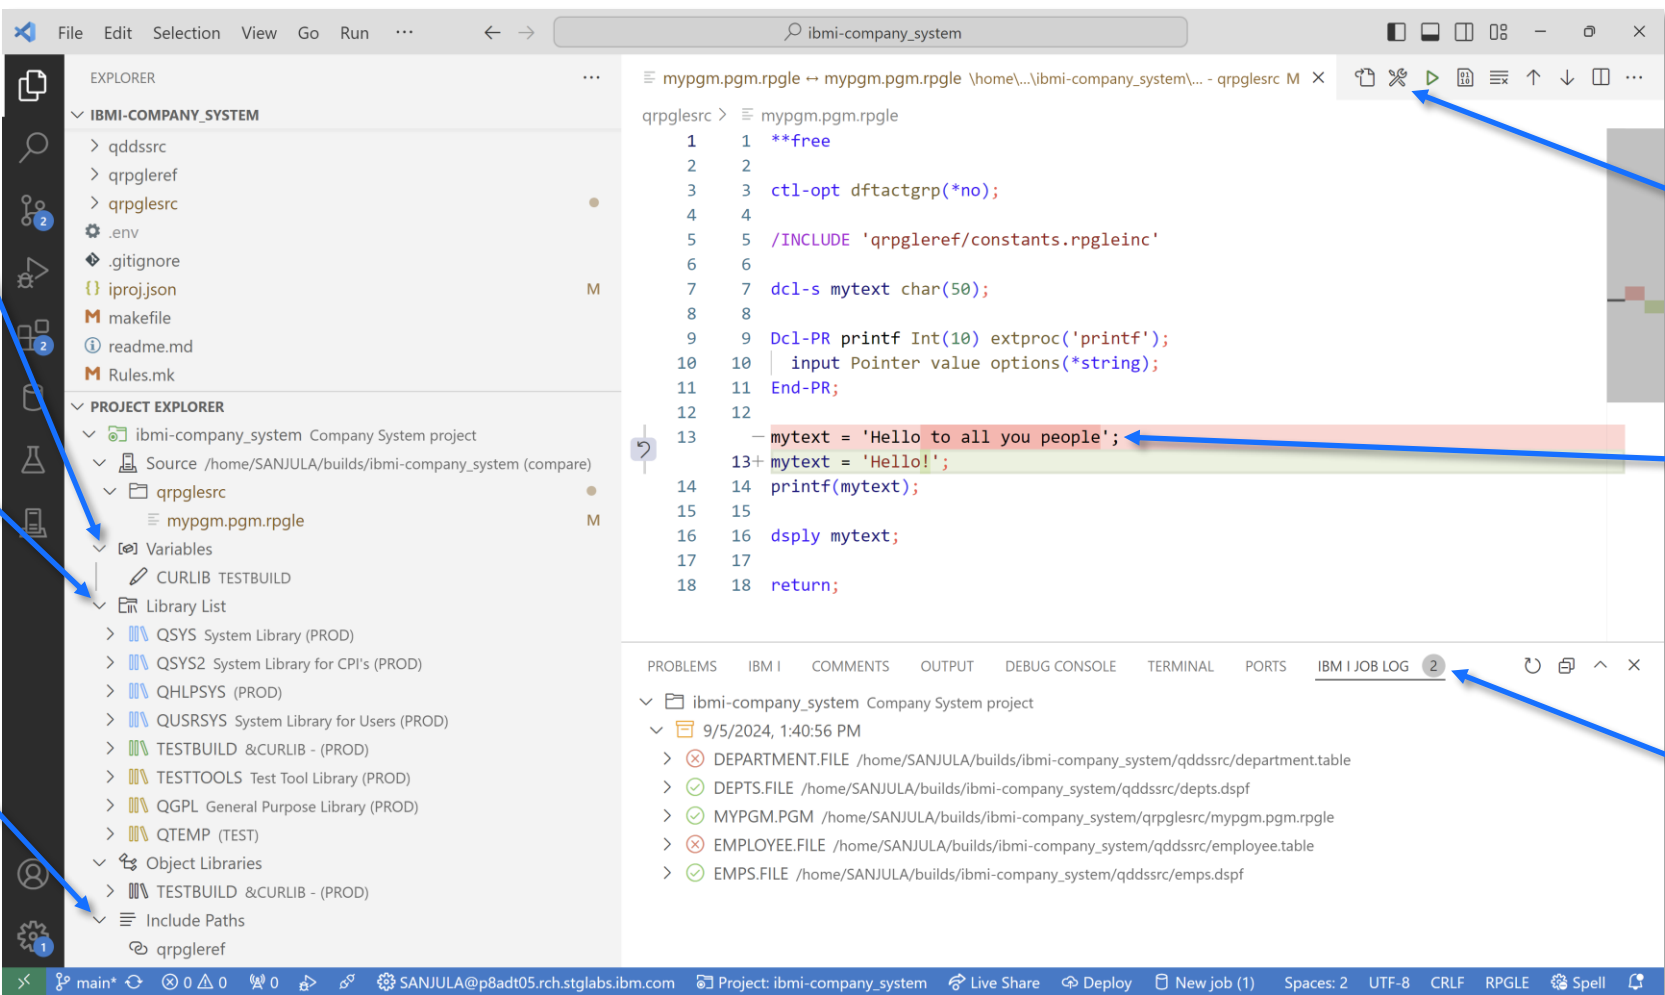 File Edit Selection View Go Run ··· ibmi-company_system
EXPLORER ···
IBMI-COMPANY_SYSTEM
qddssrc
qrpgleref
qrpglesrc
.env
.gitignore
iproj.json M
makefile
readme.md
Rules.mk
PROJECT EXPLORER
ibmi-company_system Company System project
Source /home/SANJULA/builds/ibmi-company_system (compare)
qrpglesrc
mypgm.pgm.rpgle M
Variables
CURLIB TESTBUILD
Library List
QSYS System Library (PROD)
QSYS2 System Library for CPI's (PROD)
QHLPSYS (PROD)
QUSRSYS System Library for Users (PROD)
TESTBUILD &CURLIB - (PROD)
TESTTOOLS Test Tool Library (PROD)
QGPL General Purpose Library (PROD)
QTEMP (TEST)
Object Libraries
TESTBUILD &CURLIB - (PROD)
Include Paths
qrpgleref
2
2
1
mypgm.pgm.rpgle ↔ mypgm.pgm.rpgle \home\...\ibmi-company_system\... - qrpglesrc M
qrpglesrc > mypgm.pgm.rpgle
1 1 **free
2 2
3 3 ctl-opt dftactgrp(*no);
4 4
5 5 /INCLUDE 'qrpgleref/constants.rpgleinc'
6 6
7 7 dcl-s mytext char(50);
8 8
9 9 Dcl-PR printf Int(10) extproc('printf');
10 10 input Pointer value options(*string);
11 11 End-PR;
12 12
13 − mytext = 'Hello to all you people';
13+ mytext = 'Hello!';
14 14 printf(mytext);
15 15
16 16 dsply mytext;
17 17
18 18 return;
PROBLEMS IBM I COMMENTS OUTPUT DEBUG CONSOLE TERMINAL PORTS IBM I JOB LOG 2
ibmi-company_system Company System project
9/5/2024, 1:40:56 PM
DEPARTMENT.FILE /home/SANJULA/builds/ibmi-company_system/qddssrc/department.table
DEPTS.FILE /home/SANJULA/builds/ibmi-company_system/qddssrc/depts.dspf
MYPGM.PGM /home/SANJULA/builds/ibmi-company_system/qrpglesrc/mypgm.pgm.rpgle
EMPLOYEE.FILE /home/SANJULA/builds/ibmi-company_system/qddssrc/employee.table
EMPS.FILE /home/SANJULA/builds/ibmi-company_system/qddssrc/emps.dspf
main* 0 0 0 SANJULA@p8adt05.rch.stglabs.ibm.com Project: ibmi-company_system Live Share Deploy New job (1) Spaces: 2 UTF-8 CRLF RPGLE Spell